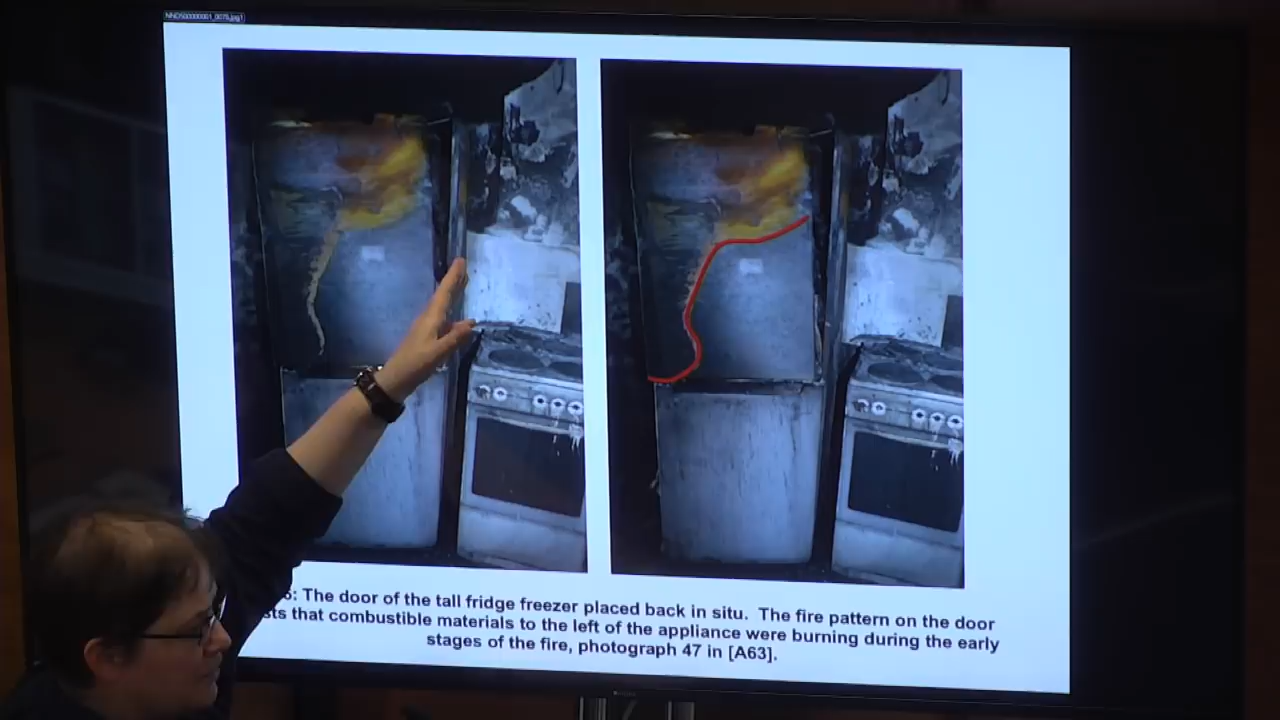 The door of the tall fridge freezer placed back in situ. The fire pattern on the door
that combustible materials to the left of the appliance were burning during the early
stages of the fire, photograph 47 in [A63].